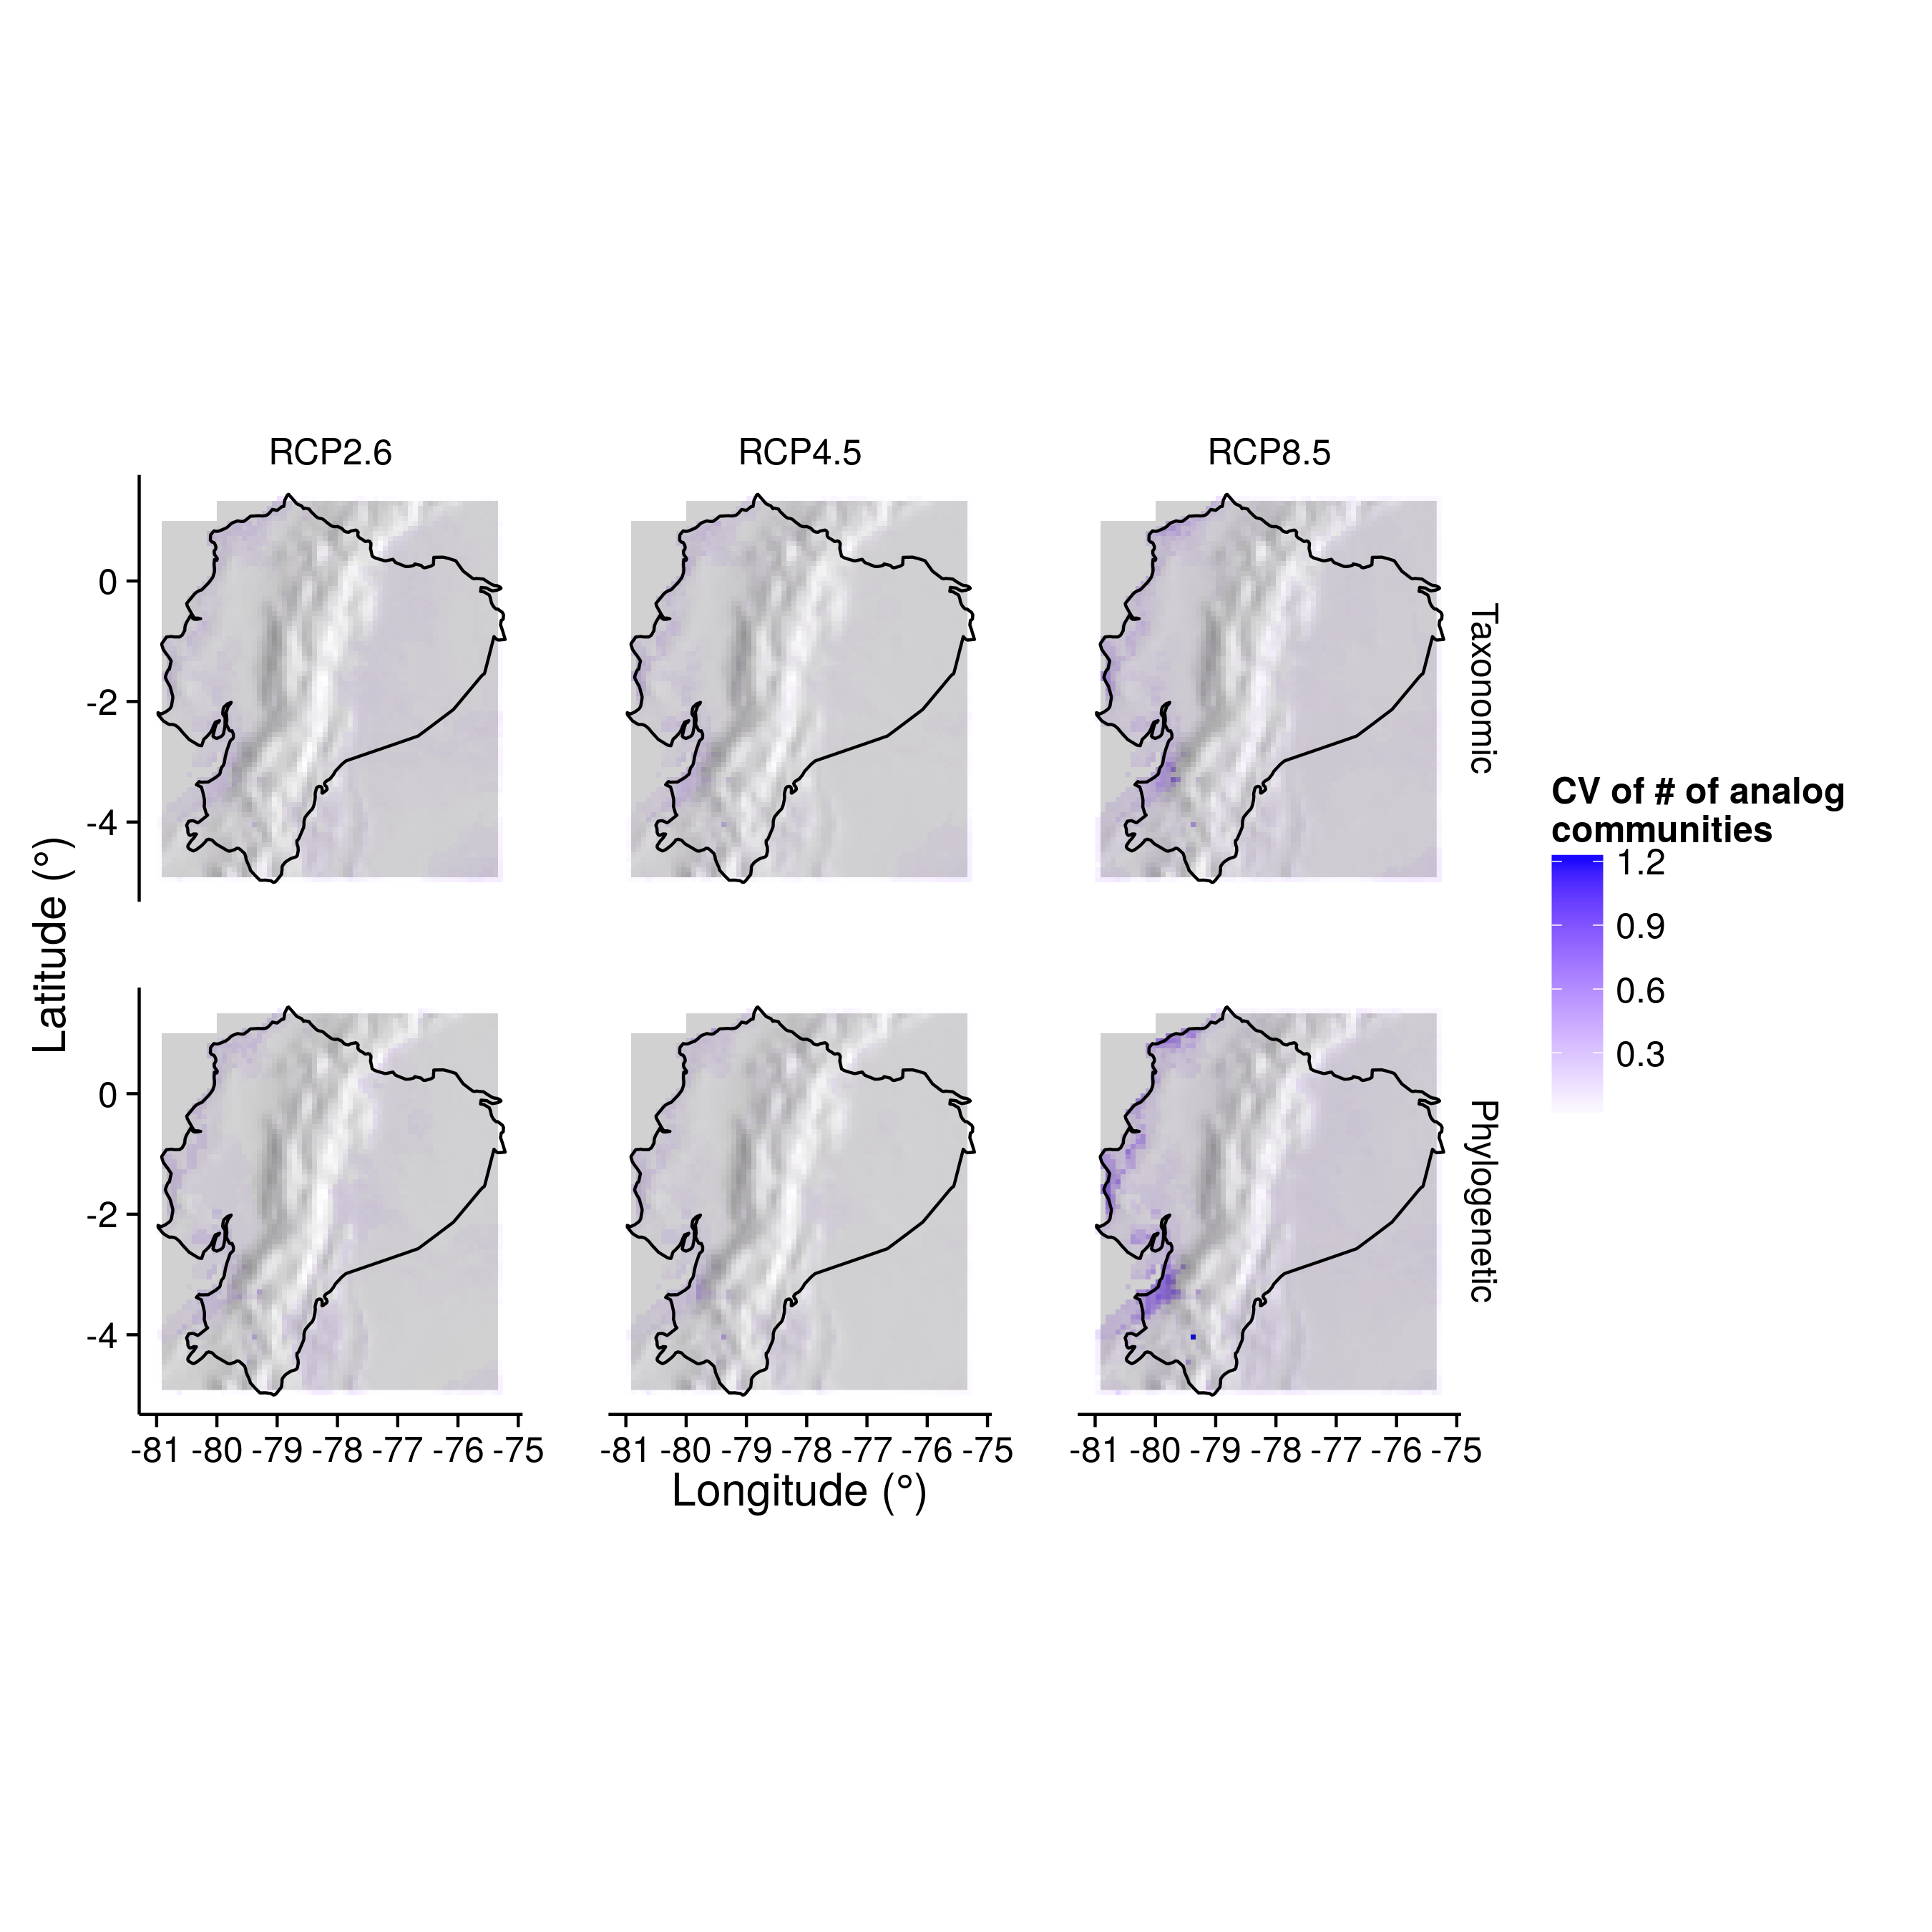 RCP2.6 RCP4.5 RCP8.5
0
-2
-4
Taxonomic
CV of # of analog
communities
1.2
0.9
0.6
0.3
Latitude (°)
0
-2
-4
Phylogenetic
-81 -80 -79 -78 -77 -76 -75 -81 -80 -79 -78 -77 -76 -75 -81 -80 -79 -78 -77 -76 -75
Longitude (°)